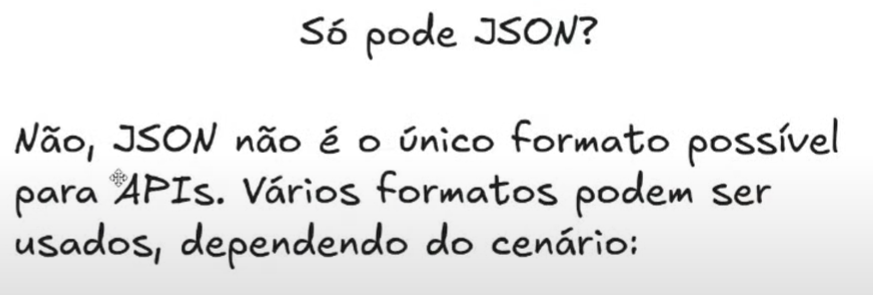 Só pode JSON?
Não, JSON não é o único formato possível
para APIs. Vários formatos podem ser
usados, dependendo do cenário: